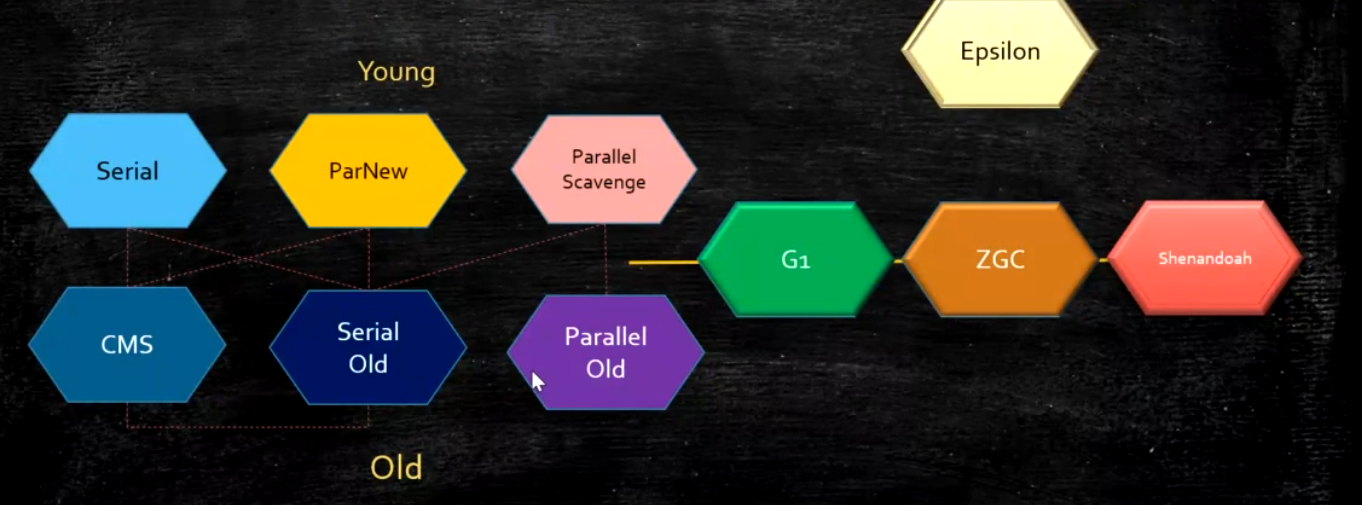 Epsilon
Young
Serial
ParNew
Parallel
Scavenge
G1
ZGC
Shenandoah
CMS
Serial
Old
Parallel
Old
Old